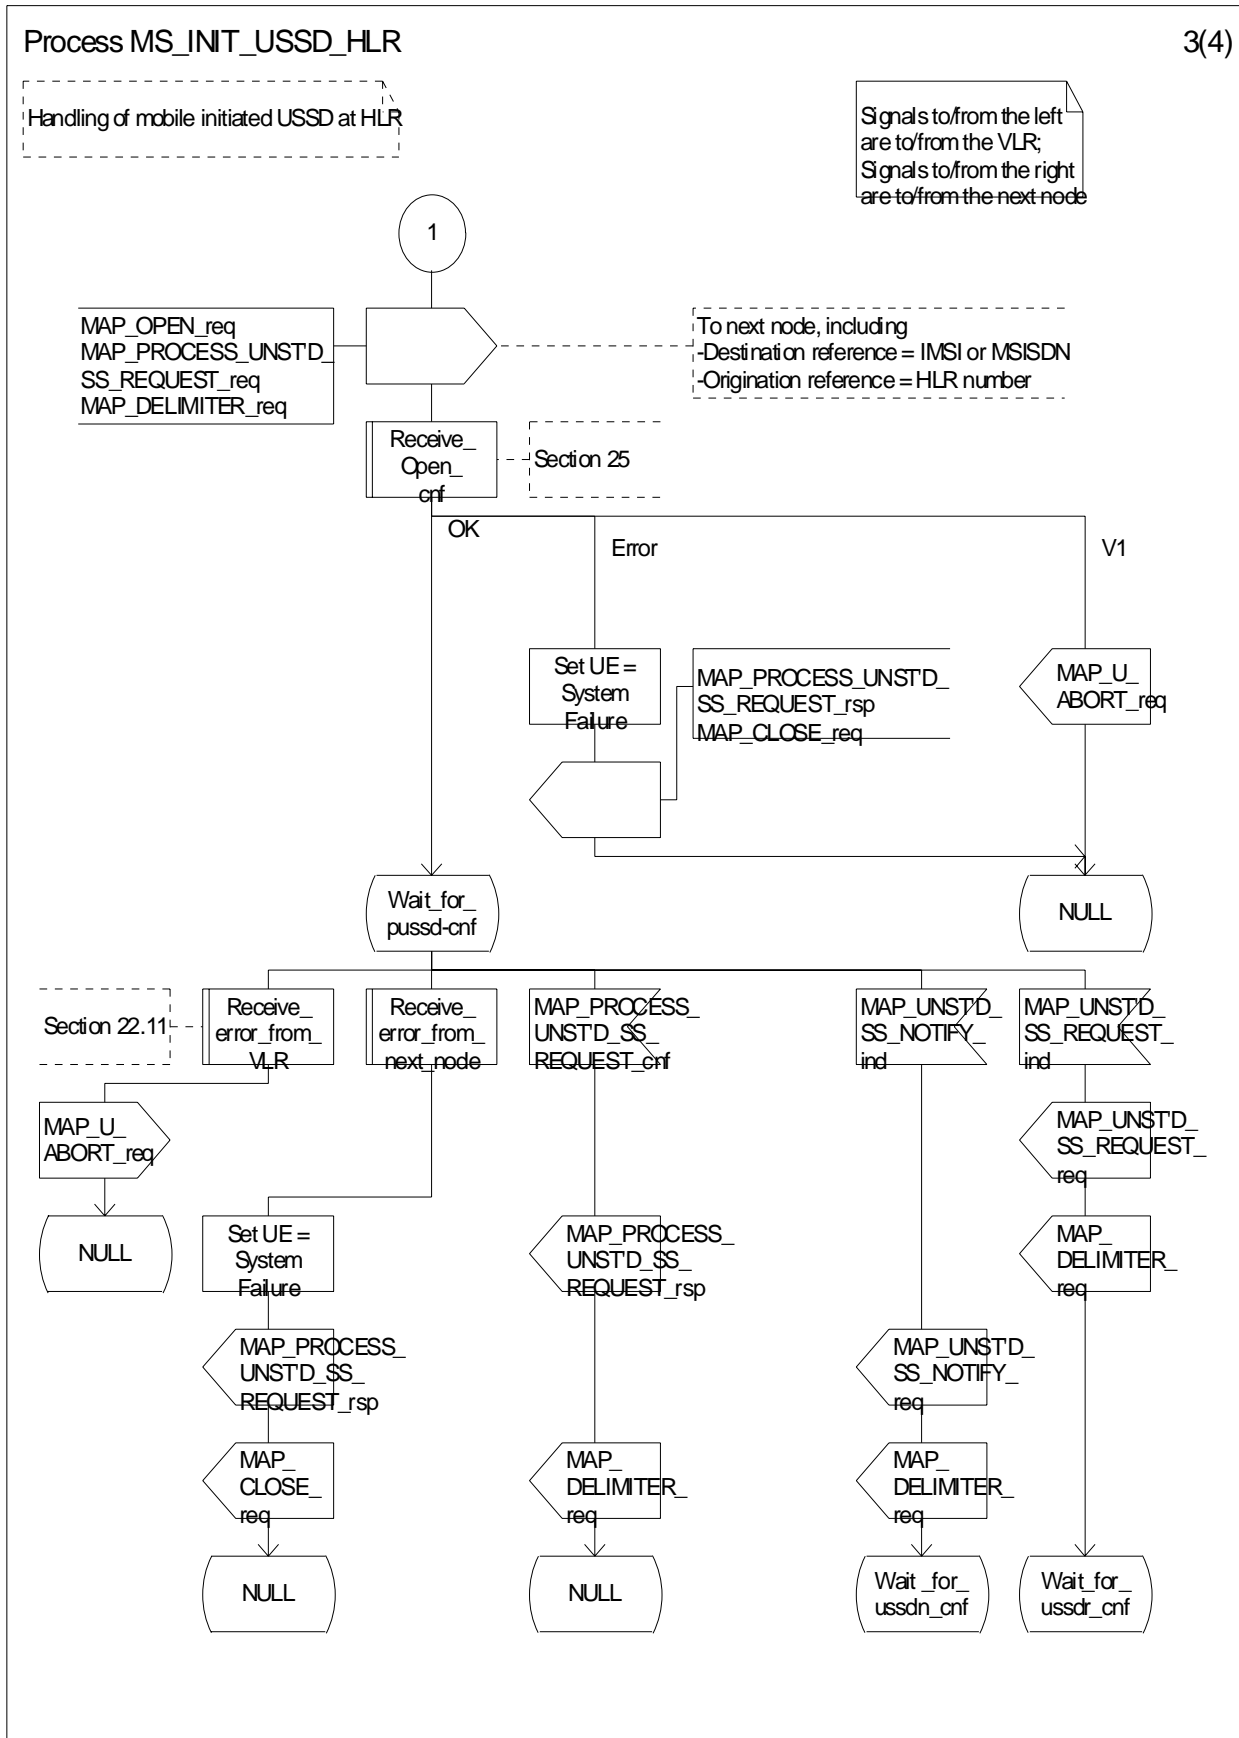 Process MS_INIT_USSD_HLR
3(4)
Handling of mobile initiated USSD at HLR
Signals to/from the left
are to/from the VLR;
Signals to/from the right
are to/from the next node
1
MAP_OPEN_req
MAP_PROCESS_UNST'D_
SS_REQUEST_req
MAP_DELIMITER_req
To next node, including
-Destination reference = IMSI or MSISDN
-Origination reference = HLR number
Receive_
Open_
cnf
Section 25
OK
Error
V1
Set UE =
System
Failure
MAP_PROCESS_UNST'D_
SS_REQUEST_rsp
MAP_CLOSE_req
MAP_U_
ABORT_req
Wait_for_
pussd-cnf
NULL
Section 22.11
Receive_
error_from_
VLR
Receive_
error_from_
next_node
MAP_PROCESS_
UNST'D_SS_
REQUEST_cnf
MAP_UNST'D_
SS_NOTIFY_
ind
MAP_UNST'D_
SS_REQUEST_
ind
MAP_U_
ABORT_req
MAP_UNST'D_
SS_REQUEST_
req
NULL
Set UE =
System
Failure
MAP_PROCESS_
UNST'D_SS_
REQUEST_rsp
MAP_
DELIMITER_
req
MAP_PROCESS_
UNST'D_SS_
REQUEST_rsp
MAP_UNST'D_
SS_NOTIFY_
req
MAP_
CLOSE_
req
MAP_
DELIMITER_
req
MAP_
DELIMITER_
req
NULL
NULL
Wait _for_
ussdn_cnf
Wait_for_
ussdr_cnf